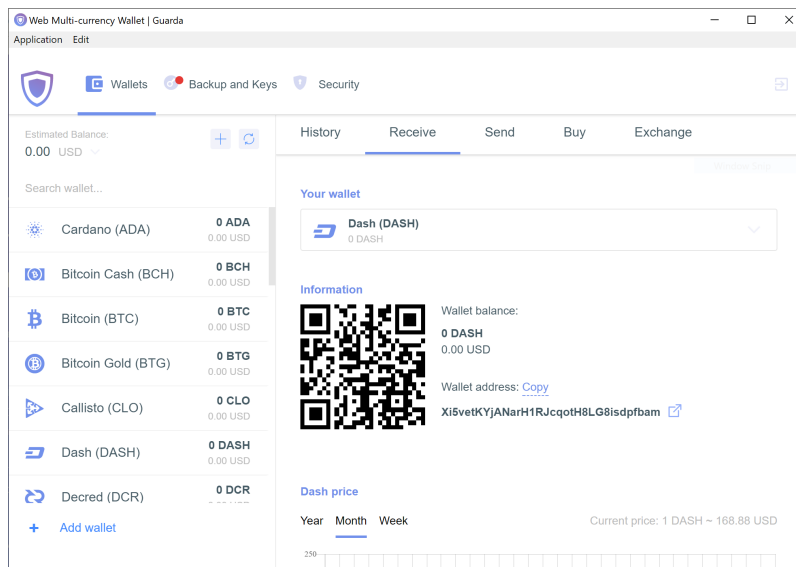 Web Multi-currency Wallet | Guarda
Application Edit
Wallets Backup and Keys Security
Estimated Balance:
0.00 USD
Search wallet...
Cardano (ADA) 0 ADA
0.00 USD
Bitcoin Cash (BCH) 0 BCH
0.00 USD
Bitcoin (BTC) 0 BTC
0.00 USD
Bitcoin Gold (BTG) 0 BTG
0.00 USD
Callisto (CLO) 0 CLO
0.00 USD
Dash (DASH) 0 DASH
0.00 USD
Decred (DCR) 0 DCR
+ Add wallet
History Receive Send Buy Exchange
Your wallet
Dash (DASH)
0 DASH
Information
Wallet balance:
0 DASH
0.00 USD
Wallet address: Copy
Xi5vetKYjANarH1RJcqotH8LG8isdpfbam
Dash price
Year Month Week
Current price: 1 DASH ~ 168.88 USD
250